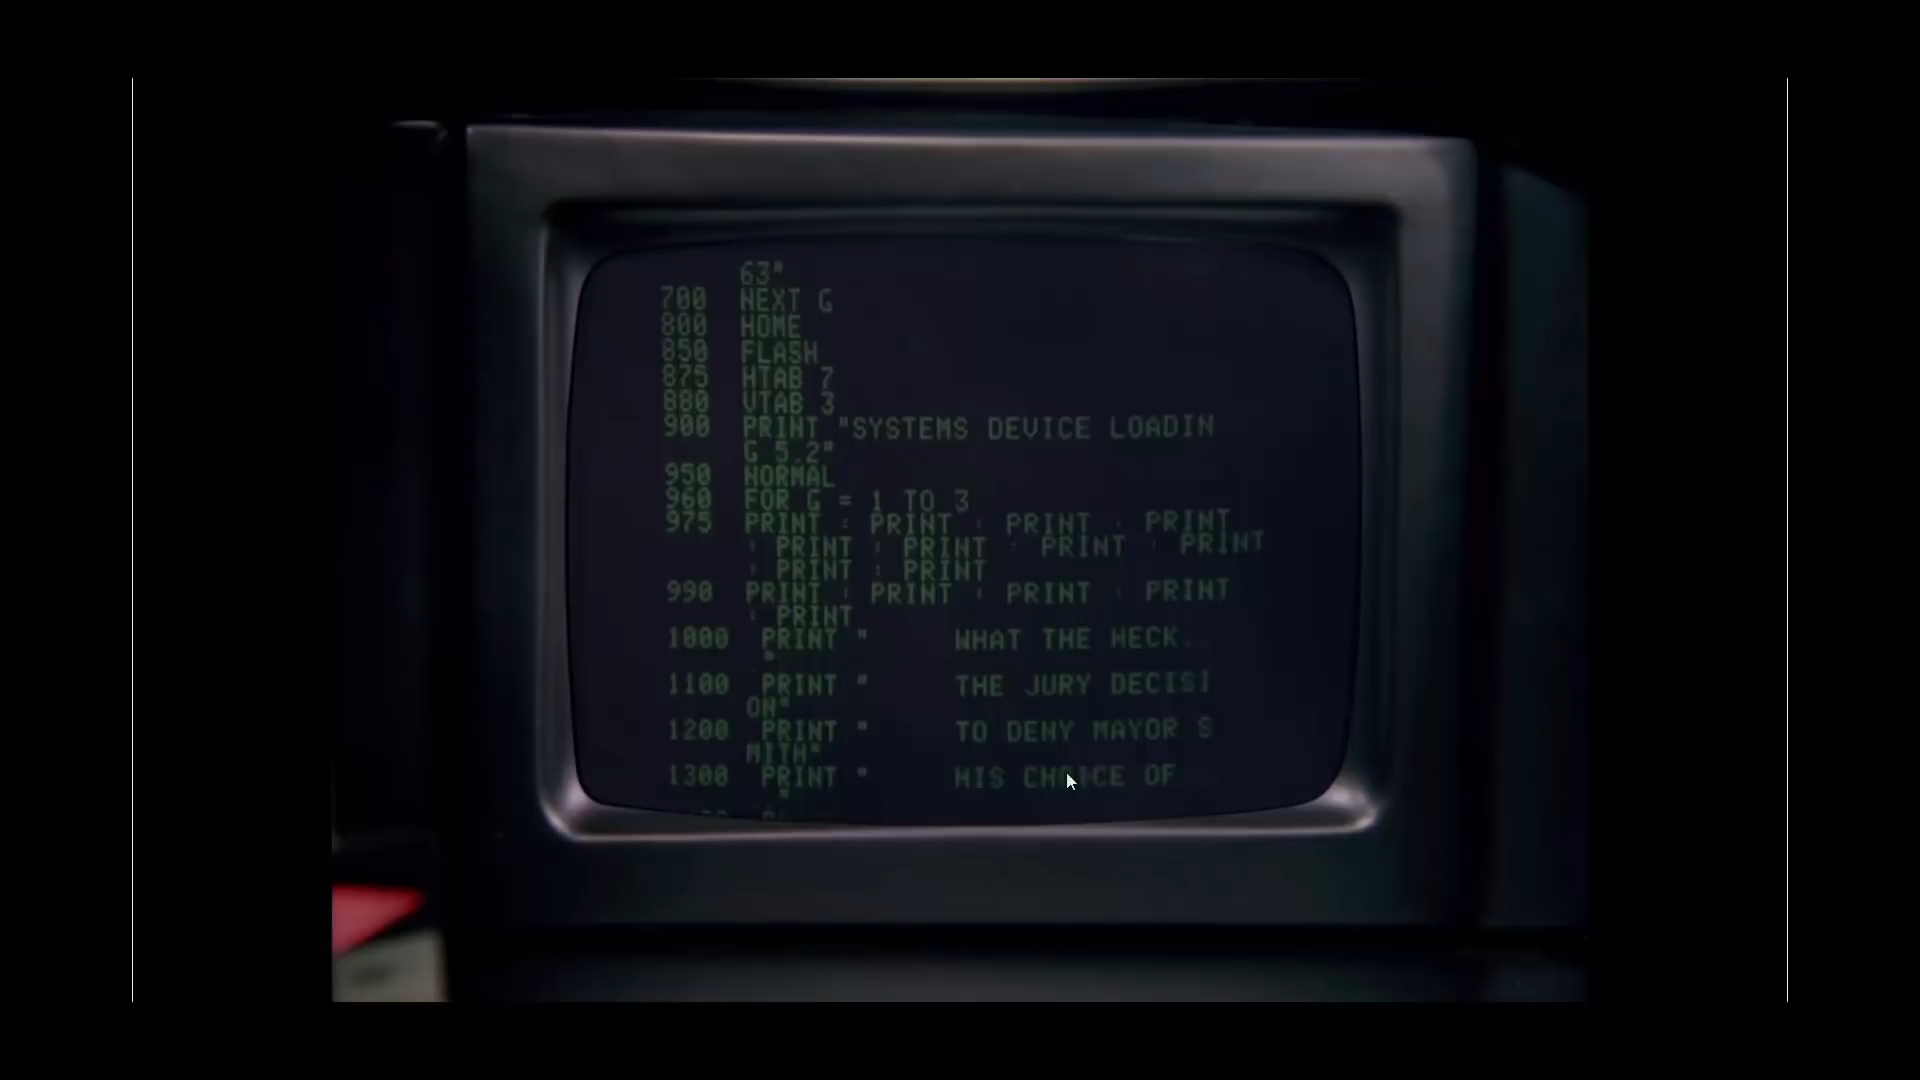 63"
700 NEXT G
800 HOME
850 FLASH
875 HTAB 7
880 VTAB 3
900 PRINT "SYSTEMS DEVICE LOADIN
G 5.2"
950 NORMAL
960 FOR G = 1 TO 3
975 PRINT : PRINT : PRINT : PRINT
: PRINT : PRINT : PRINT : PRINT
: PRINT : PRINT
990 PRINT : PRINT : PRINT : PRINT
: PRINT
1000 PRINT " WHAT THE HECK..
"
1100 PRINT " THE JURY DECISI
ON"
1200 PRINT " TO DENY MAYOR S
MITH"
1300 PRINT " HIS CHOICE OF..
"